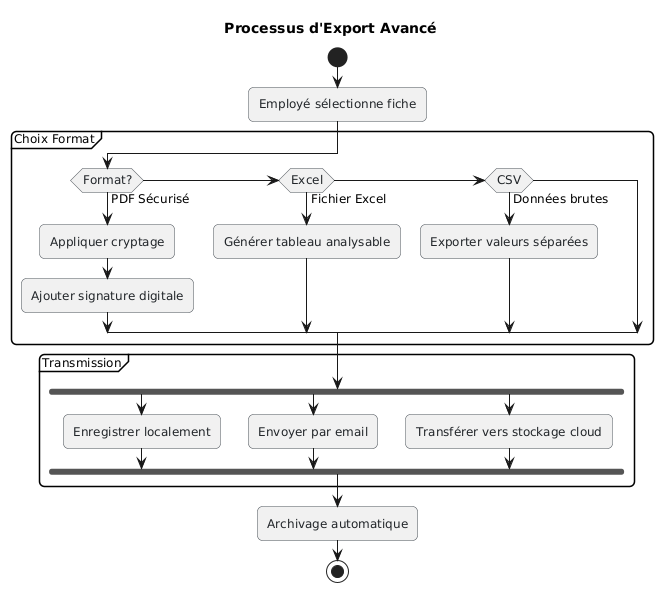 Processus d'Export Avancé
Employé sélectionne fiche
Choix Format
Format?
Excel
CSV
PDF Sécurisé
Fichier Excel
Données brutes
Appliquer cryptage
Générer tableau analysable
Exporter valeurs séparées
Ajouter signature digitale
Transmission
Enregistrer localement
Envoyer par email
Transférer vers stockage cloud
Archivage automatique